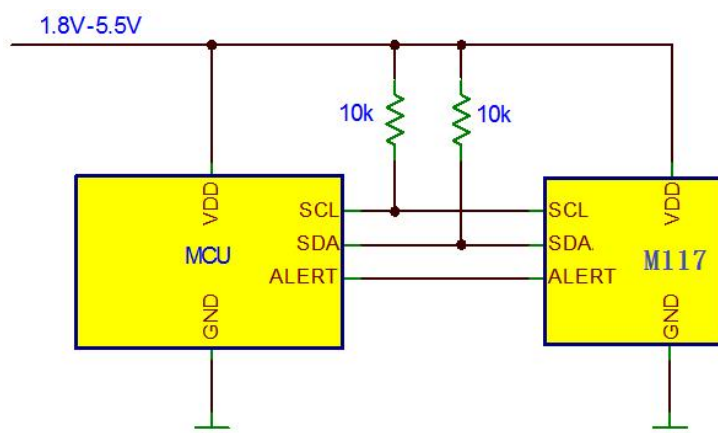 1.8V-5.5V
10k
10k
VDD
SCL
SDA
ALERT
MCU
GND
VDD
SCL
SDA
ALERT
M117
GND